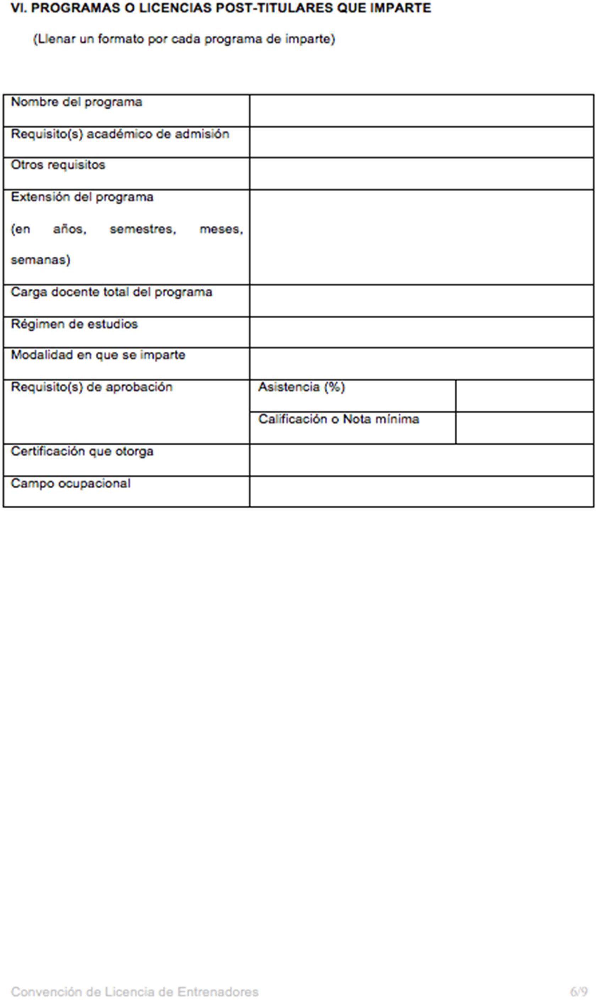 VI. PROGRAMAS O LICENCIAS POST-TITULARES QUE IMPARTE
(Llenar un formato por cada programa de imparte)
Nombre del programa
Requisito(s) académico de admisión
Otros requisitos
Extensión del programa
(en años, semestres, meses,
semanas)
Carga docente total del programa
Régimen de estudios
Modalidad en que se imparte
Requisito(s) de aprobación
Asistencia (%)
Calificación o Nota mínima
Certificación que otorga
Campo ocupacional
Convención de Licencia de Entrenadores 6/9